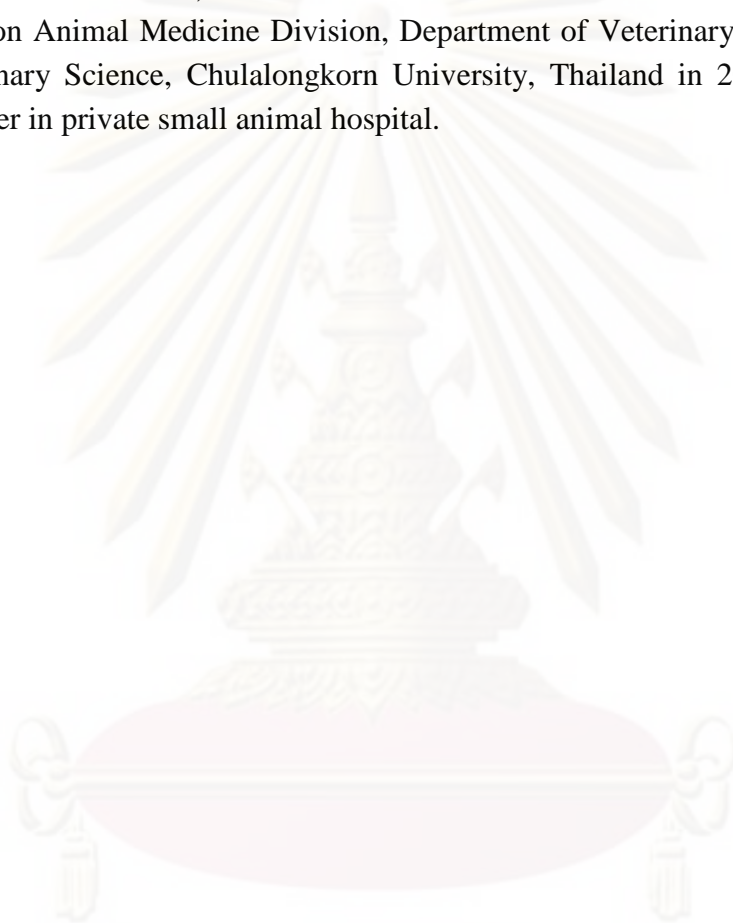 on Animal Medicine Division, Department of Veterinary
nary Science, Chulalongkorn University, Thailand in 2
er in private small animal hospital.